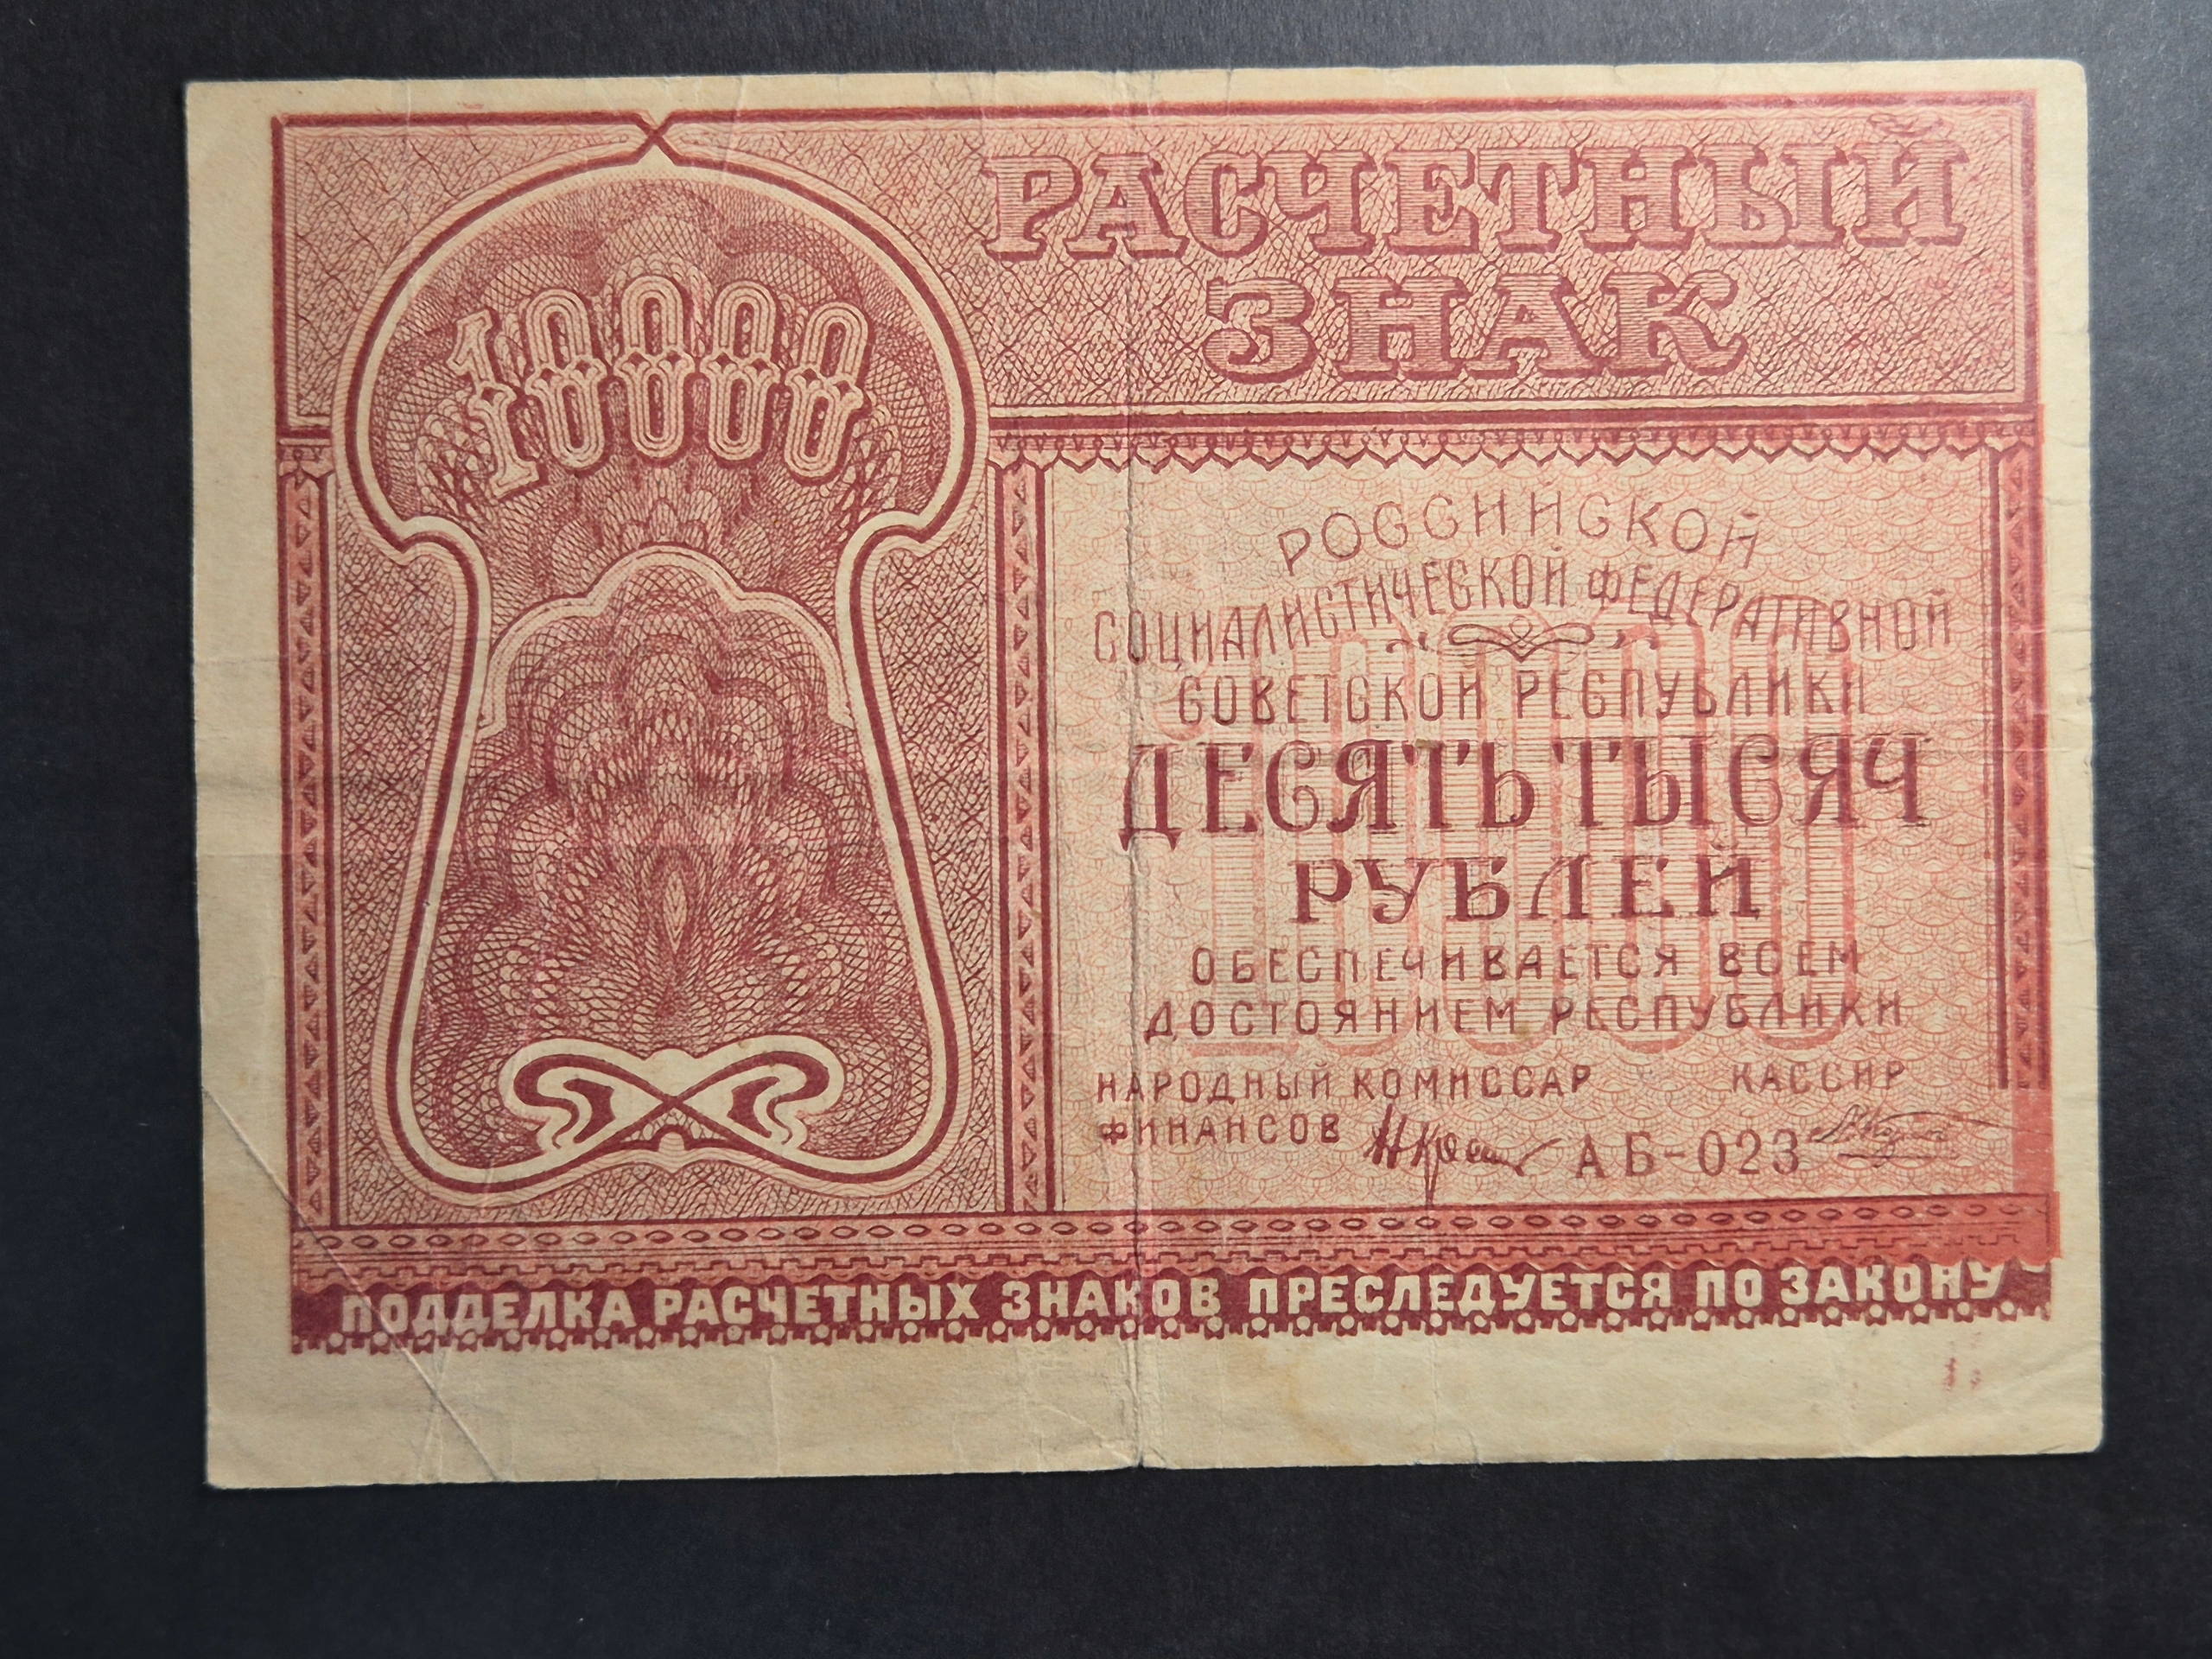 РАСЧЕТНЫЙ
ЗНАК
10000
10000
РОССИЙСКОЙ
СОЦИАЛИСТИЧЕСКОЙ ФЕДЕРАТИВНОЙ
СОВЕТСКОЙ РЕСПУБЛИКИ
ДЕСЯТЬ ТЫСЯЧ
РУБЛЕЙ
ОБЕСПЕЧИВАЕТСЯ ВСЕМ
ДОСТОЯНИЕМ РЕСПУБЛИКИ
НАРОДНЫЙ КОМИССАР КАССИР
ФИНАНСОВ АБ-023
ПОДДЕЛКА РАСЧЕТНЫХ ЗНАКОВ ПРЕСЛЕДУЕТСЯ ПО ЗАКОНУ